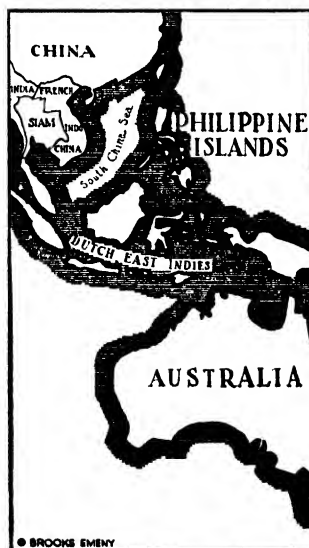 CHINA
INDIA
FRENCH
SIAM
INDO
CHINA
South China Sea
PHILIPPINE
ISLANDS
DUTCH EAST INDIES
AUSTRALIA
© BROOKS EMENY